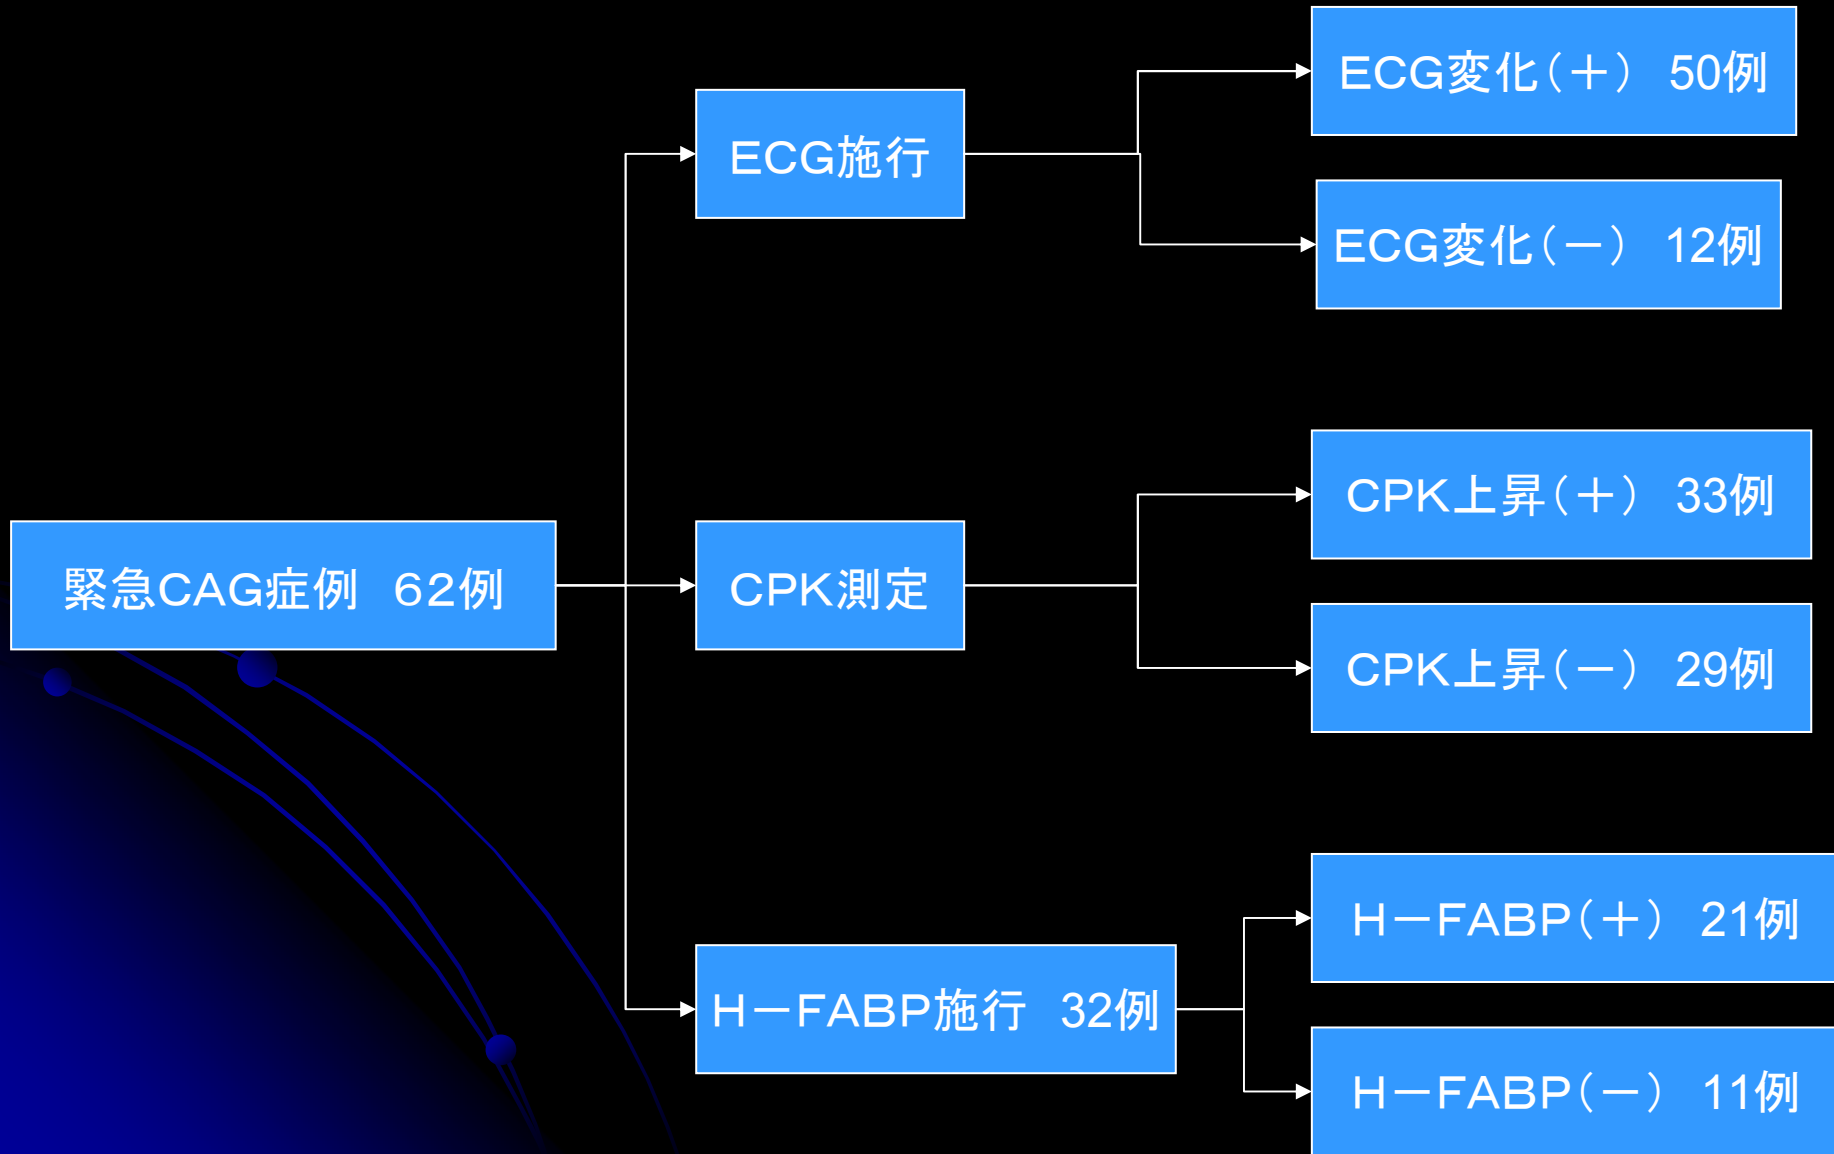 緊急CAG症例　６２例
ECG施行
ECG変化（＋）　50例
ECG変化（－）　12例
CPK測定
CPK上昇（＋）　33例
CPK上昇（－）　29例
H－FABP施行　32例
H－FABP（＋）　21例
H－FABP（－）　11例